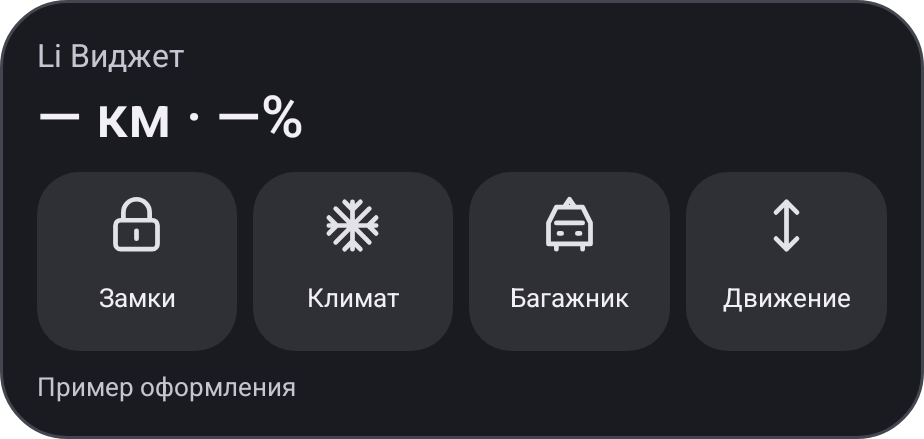 Li Виджет
— км · —%
Замки
Климат
Багажник
Движение
Пример оформления